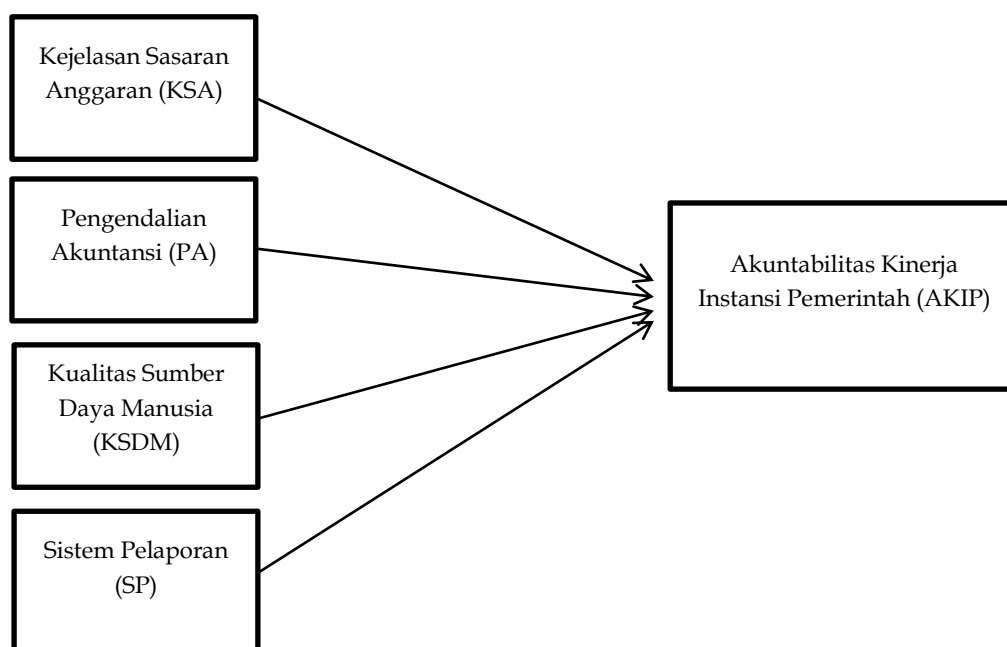 Kejelasan Sasaran
Anggaran (KSA)
Pengendalian
Akuntansi (PA)
Kualitas Sumber
Daya Manusia
(KSDM)
Sistem Pelaporan
(SP)
Akuntabilitas Kinerja
Instansi Pemerintah (AKIP)